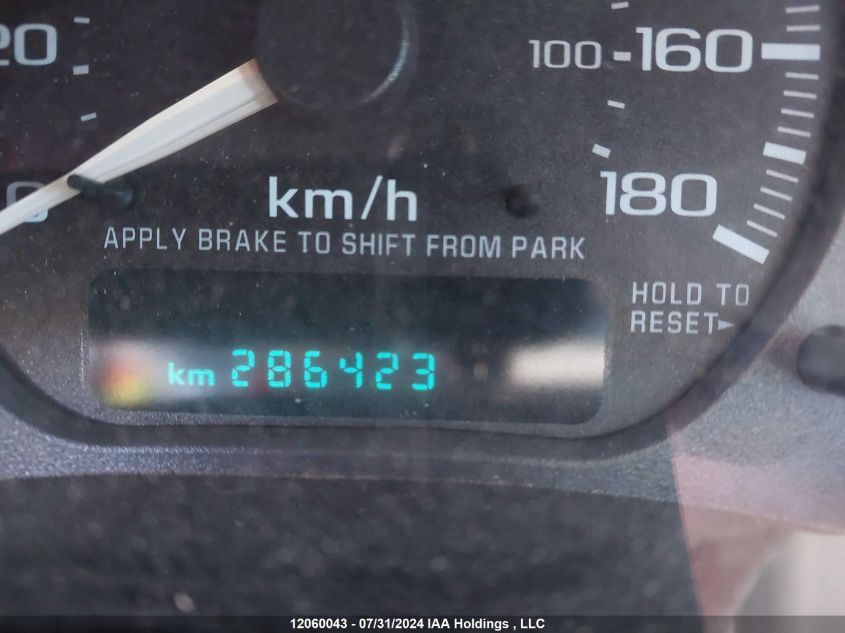 20
100 160
0
km/h
180
APPLY BRAKE TO SHIFT FROM PARK
HOLD TO
RESET►
km 286423
12060043 - 07/31/2024 IAA Holdings , LLC